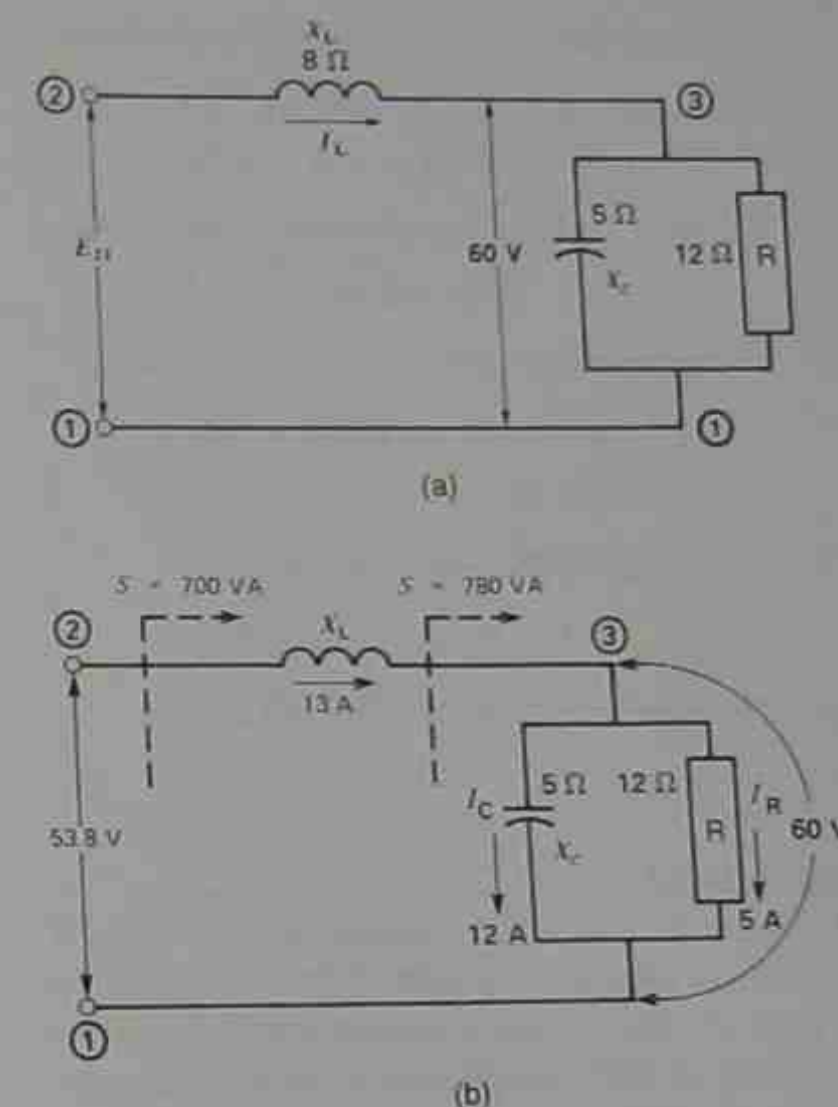 X_L
8 Ω
② ③
I_L
5 Ω
E₂₁ 60 V 12 Ω R
X_c
① ①
(a)
S = 700 VA S = 780 VA
② X_L ③
13 A
5 Ω 12 Ω
I_C I_R
53.8 V R 60 V
X_c
12 A 5 A
①
(b)